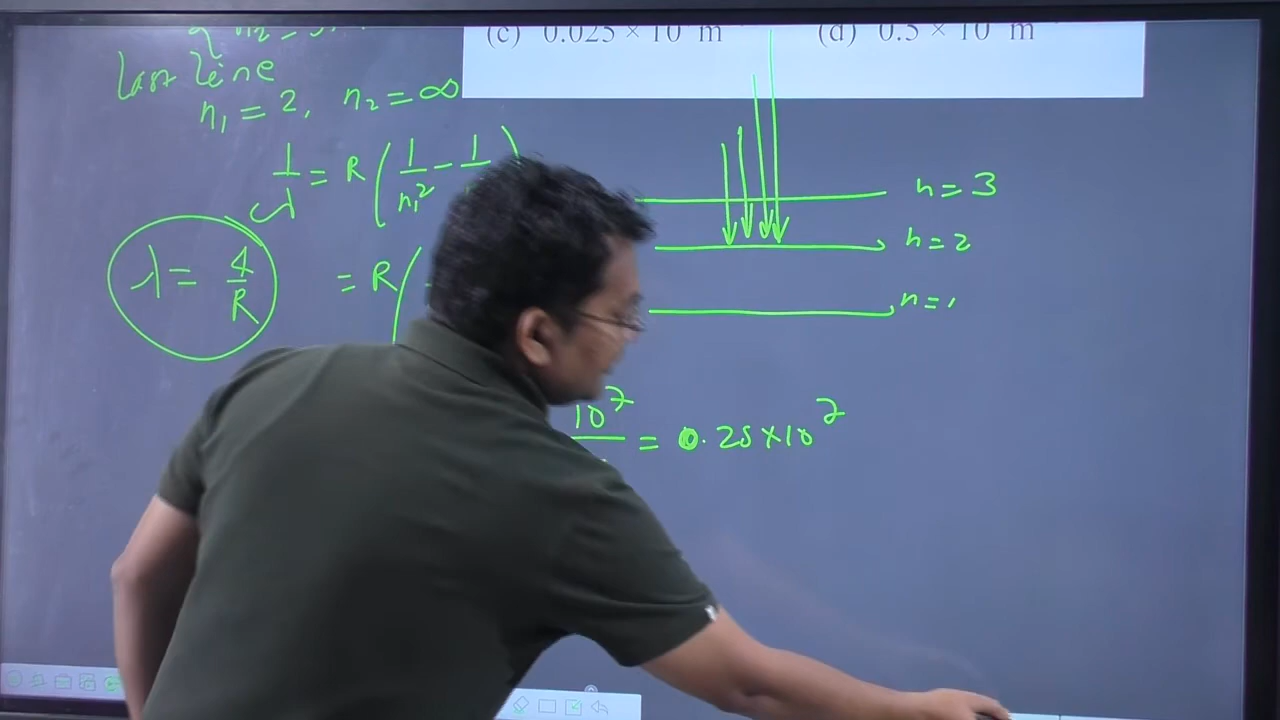 (c) 0.025 × 10 m (d) 0.5 × 10 m
last line
n₁ = 2, n₂ = ∞
1/λ = R(1/n₁² - 1/
λ = 4/R
= R(
n = 3
n = 2
n =
10⁷ = 0.25×10⁷